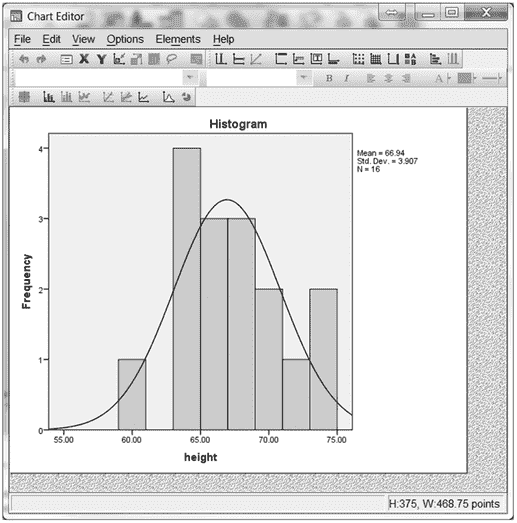 Chart Editor
File Edit View Options Elements Help
X Y
B I A
Histogram
Mean = 66.94
Std. Dev. = 3.907
N = 16
4
3
2
1
0
Frequency
55.00 60.00 65.00 70.00 75.00
height
H:375, W:468.75 points